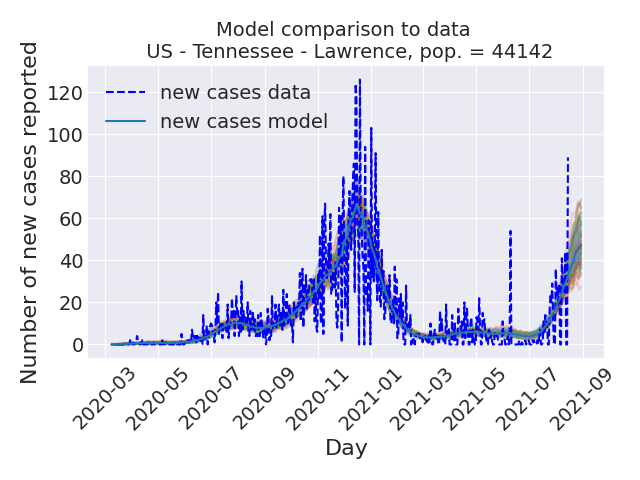 Model comparison to data
US - Tennessee - Lawrence, pop. = 44142
Number of new cases reported
120
100
80
60
40
20
0
new cases data
new cases model
2020-03
2020-05
2020-07
2020-09
2020-11
2021-01
2021-03
2021-05
2021-07
2021-09
Day